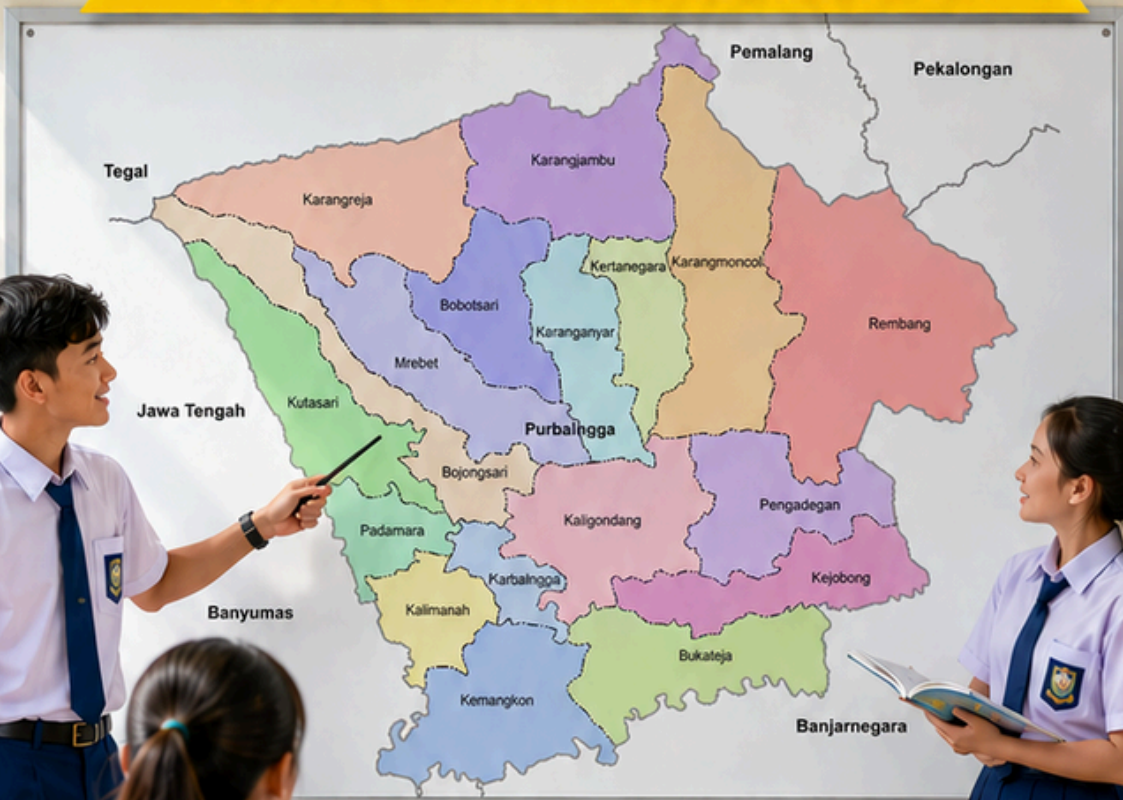 Pemalang
Pekalongan
Karangjambu
Tegal
Karangreja
Kertanegara
Karangmoncol
Bobotsari
Rembang
Karanganyar
Mrebet
Kutasari
Jawa Tengah
Purbalngga
Bojongsari
Pengadegan
Kaligondang
Padamara
Karbalngga
Kejobong
Kalimanah
Banyumas
Bukateja
Kemangkon
Banjarnegara